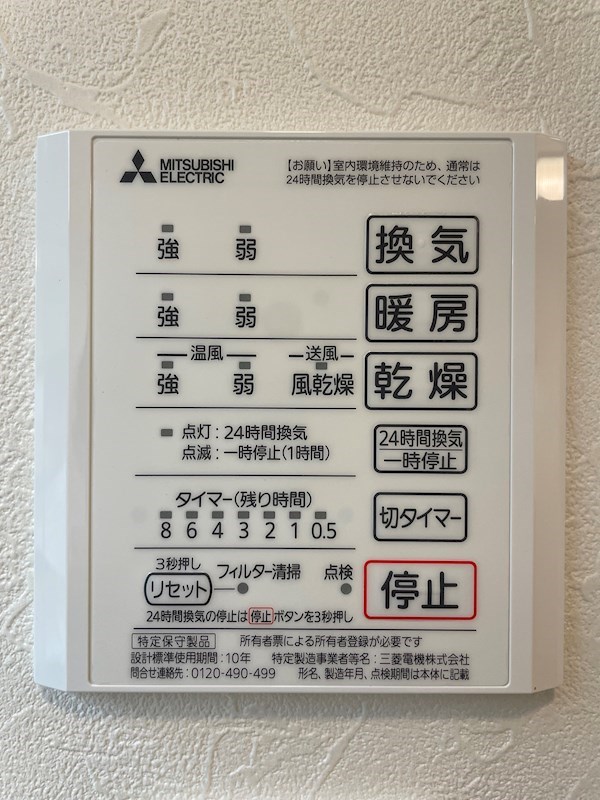 MITSUBISHI
ELECTRIC
【お願い】室内環境維持のため、通常は
24時間換気を停止させないでください
強 弱 換気
強 弱 暖房
温風 送風
強 弱 風乾燥 乾燥
点灯：24時間換気
点滅：一時停止(1時間)
24時間換気
一時停止
タイマー(残り時間)
8 6 4 3 2 1 0.5
切タイマー
3秒押し
リセット フィルター清掃 点検
停止
24時間換気の停止は停止ボタンを3秒押し
特定保守製品 所有者票による所有者登録が必要です
設計標準使用期間：10年 特定製造事業者等名：三菱電機株式会社
問合せ連絡先：0120-490-499 形名、製造年月、点検期間は本体に記載